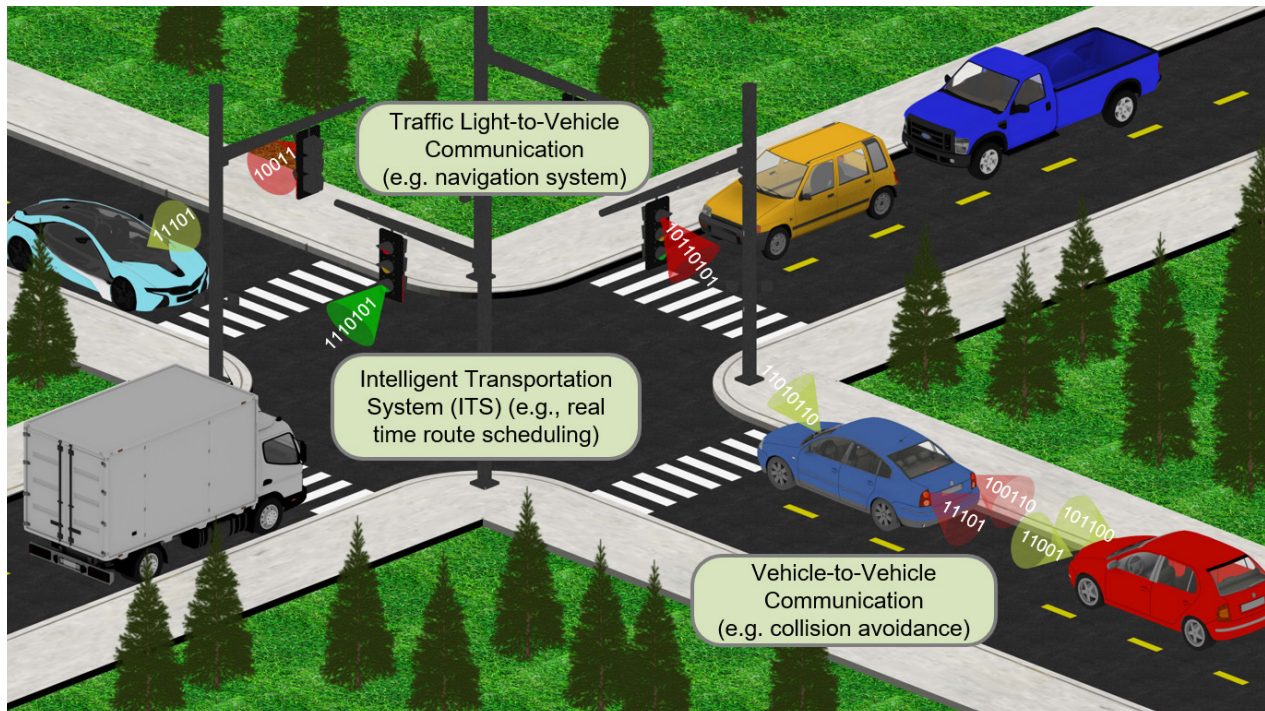 Traffic Light-to-Vehicle
Communication
(e.g. navigation system)
10011
11101
10110101
1110101
Intelligent Transportation
System (ITS) (e.g., real
time route scheduling)
11010110
100110
11101
101100
11001
Vehicle-to-Vehicle
Communication
(e.g. collision avoidance)